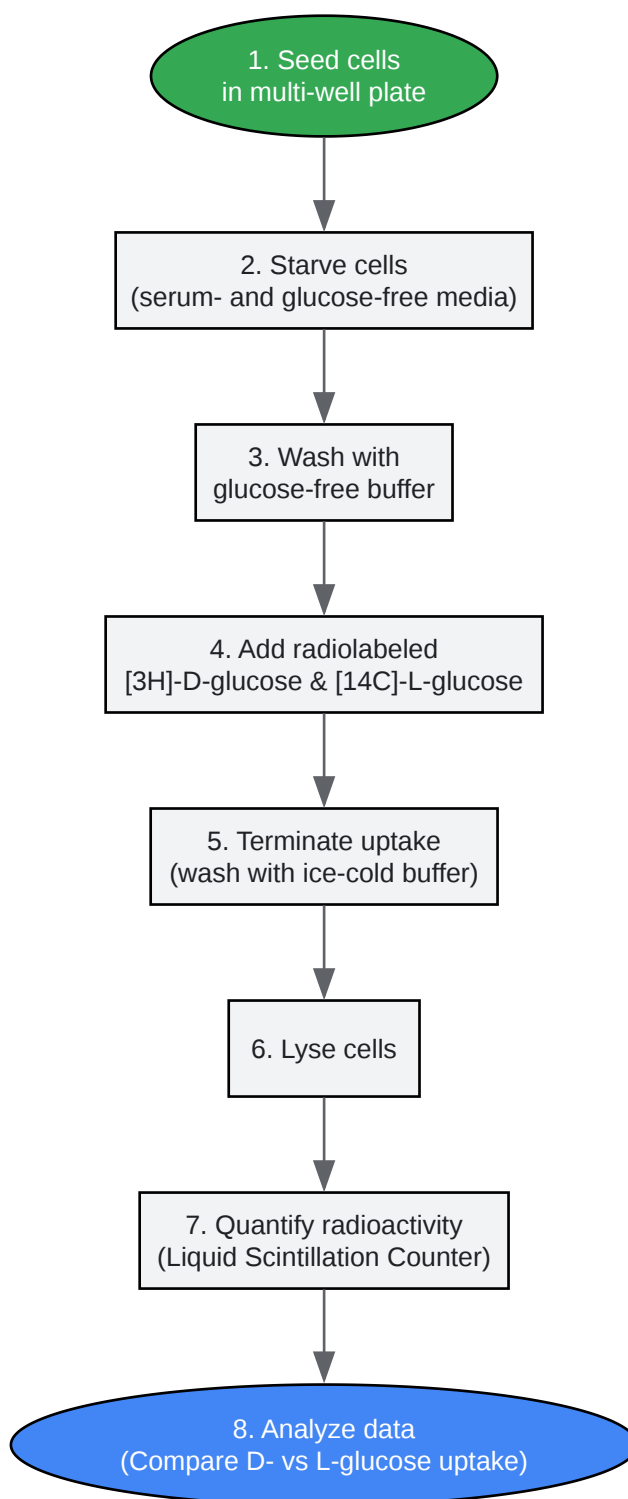 1. Seed cells
in multi-well plate
2. Starve cells
(serum- and glucose-free media)
3. Wash with
glucose-free buffer
4. Add radiolabeled
[3H]-D-glucose & [14C]-L-glucose
5. Terminate uptake
(wash with ice-cold buffer)
6. Lyse cells
7. Quantify radioactivity
(Liquid Scintillation Counter)
8. Analyze data
(Compare D- vs L-glucose uptake)